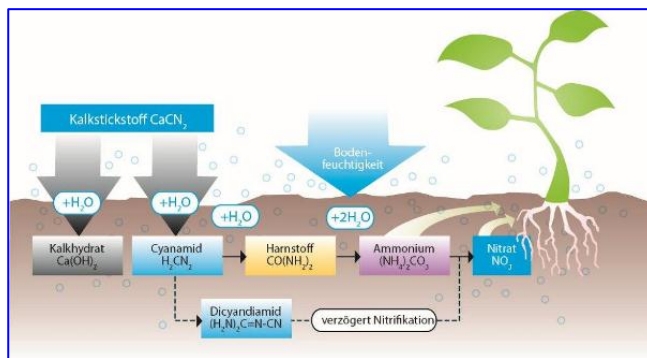 Kalkstickstoff CaCN₂
Boden-
feuchtigkeit
+H₂O
+H₂O
+H₂O
+2H₂O
Kalkhydrat
Ca(OH)₂
Cyanamid
H₂CN₂
Harnstoff
CO(NH₂)₂
Ammonium
(NH₄)₂CO₃
Nitrat
NO₃
Dicyandiamid
(H₂N)₂C=N-CN
verzögert Nitrifikation